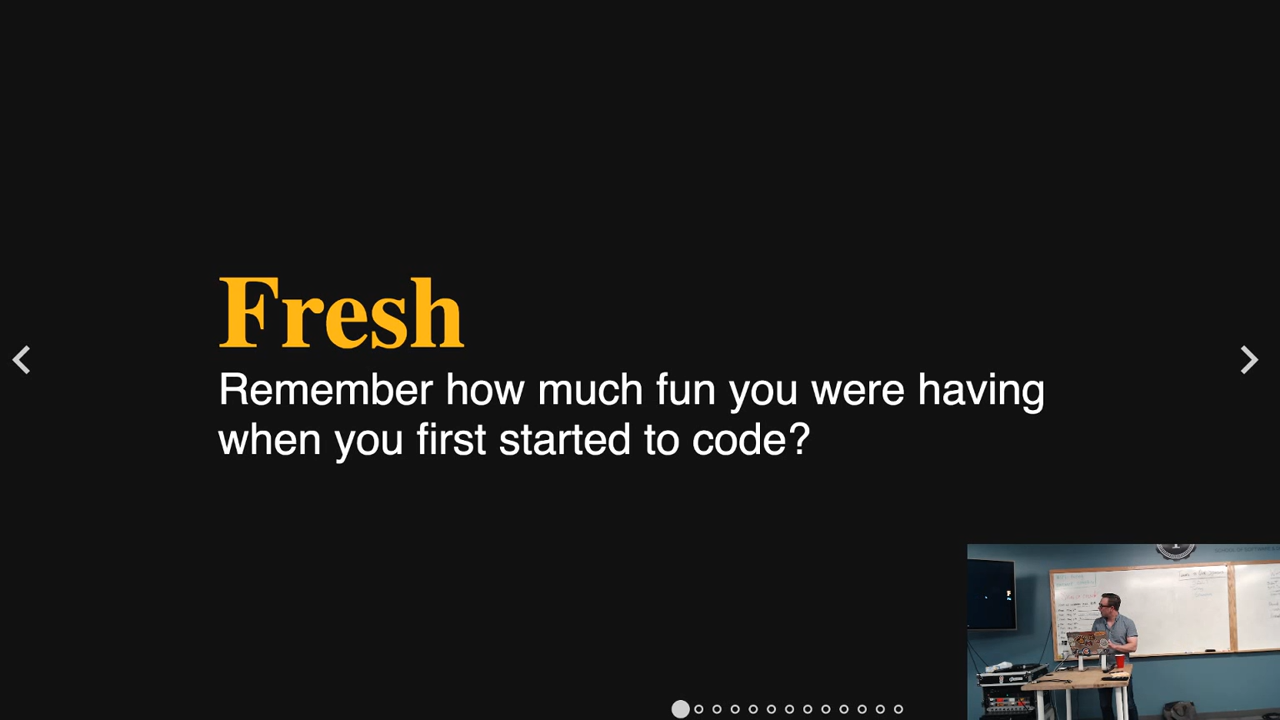 Fresh
Remember how much fun you were having
when you first started to code?